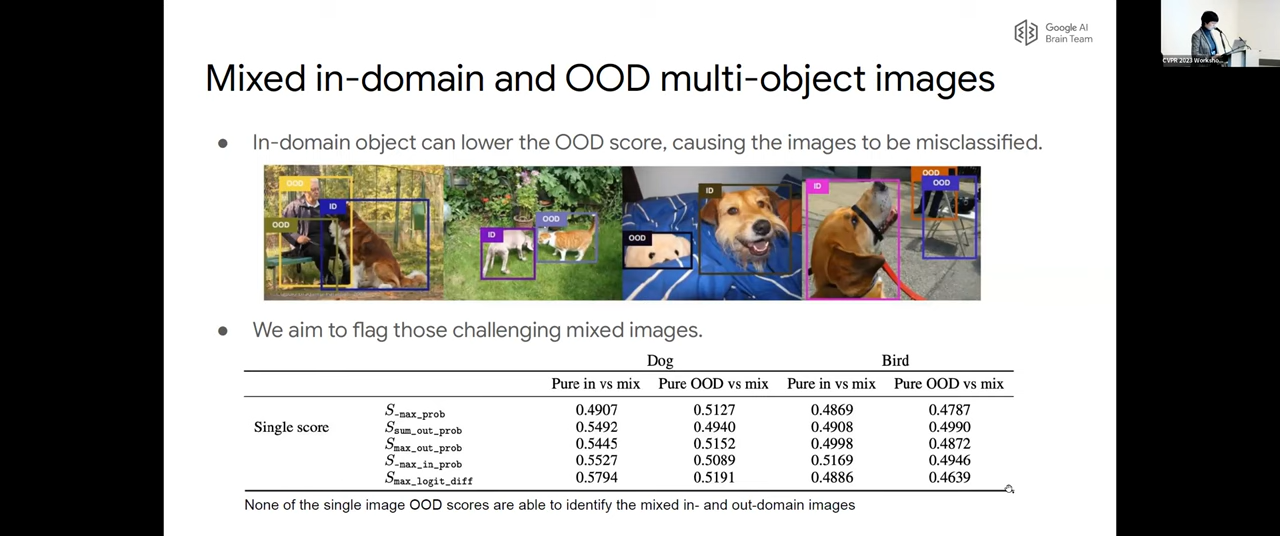 Google AI
Brain Team
CVPR 2023 Worksho...
Mixed in-domain and OOD multi-object images
● In-domain object can lower the OOD score, causing the images to be misclassified.
OOD
ID
OOD
ID
OOD
ID
OOD
ID
OOD
OOD
● We aim to flag those challenging mixed images.
Dog Bird
Pure in vs mix Pure OOD vs mix Pure in vs mix Pure OOD vs mix
S-max_prob 0.4907 0.5127 0.4869 0.4787
Single score Ssum_out_prob 0.5492 0.4940 0.4908 0.4990
Smax_out_prob 0.5445 0.5152 0.4998 0.4872
S-max_in_prob 0.5527 0.5089 0.5169 0.4946
Smax_logit_diff 0.5794 0.5191 0.4886 0.4639
None of the single image OOD scores are able to identify the mixed in- and out-domain images